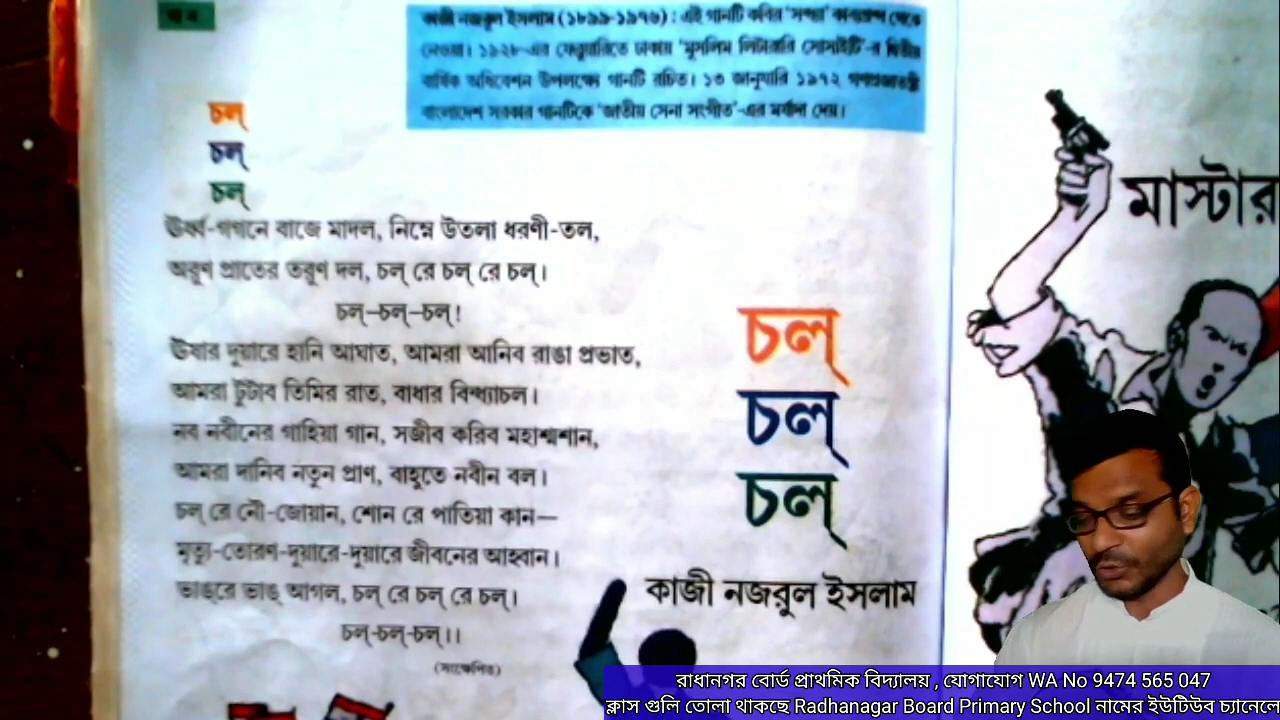 কাজী নজরুল ইসলাম (১৮৯৯-১৯৭৬) : এই গানটি কবির 'সন্ধ্যা' কাব্যগ্রন্থ থেকে
নেওয়া। ১৯২৮-এর ফেব্রুয়ারিতে ঢাকায় 'মুসলিম লিটারারি সোসাইটি'-র দ্বিতীয়
বার্ষিক অধিবেশন উপলক্ষ্যে গানটি রচিত। ১৩ জানুয়ারি ১৯৭২ গণপ্রজাতন্ত্রী
বাংলাদেশ সরকার গানটিকে 'জাতীয় সেনা সংগীত'-এর মর্যাদা দেয়।
চল্
চল্
চল্
ঊর্ধ্ব-গগনে বাজে মাদল, নিম্নে উতলা ধরণী-তল,
অরুণ প্রাতের তরুণ দল, চল্ রে চল্ রে চল্।
চল্–চল্–চল্!
ঊষার দুয়ারে হানি আঘাত, আমরা আনিব রাঙা প্রভাত,
আমরা টুটাব তিমির রাত, বাধার বিন্ধ্যাচল।
নব নবীনের গাহিয়া গান, সজীব করিব মহাশ্মশান,
আমরা দানিব নতুন প্রাণ, বাহুতে নবীন বল।
চল্ রে নৌ-জোয়ান, শোন রে পাতিয়া কান—
মৃত্যু-তোরণ-দুয়ারে-দুয়ারে জীবনের আহ্বান।
ভাঙ্‌রে ভাঙ্ আগল, চল্ রে চল্ রে চল্।
চল্-চল্-চল্।।
(সংক্ষেপিত)
চল্
চল্
চল্
কাজী নজরুল ইসলাম
মাস্টার
রাধানগর বোর্ড প্রাথমিক বিদ্যালয় , যোগাযোগ WA No 9474 565 047
ক্লাস গুলি তোলা থাকছে Radhanagar Board Primary School নামের ইউটিউব চ্যানেলে